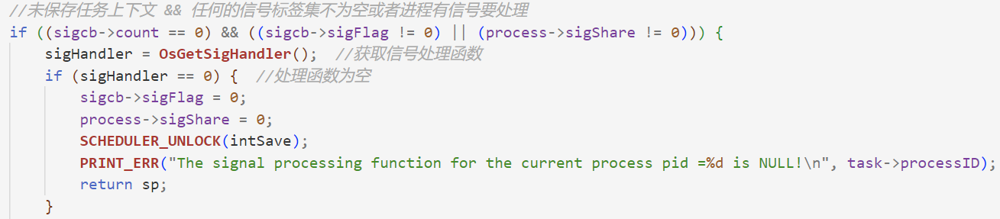 //未保存任务上下文 && 任何的信号标签集不为空或者进程有信号要处理
if ((sigcb->count == 0) && ((sigcb->sigFlag != 0) || (process->sigShare != 0))) {
    sigHandler = OsGetSigHandler();  //获取信号处理函数
    if (sigHandler == 0) {  //处理函数为空
        sigcb->sigFlag = 0;
        process->sigShare = 0;
        SCHEDULER_UNLOCK(intSave);
        PRINT_ERR("The signal processing function for the current process pid =%d is NULL!\n", task->processID);
        return sp;
    }